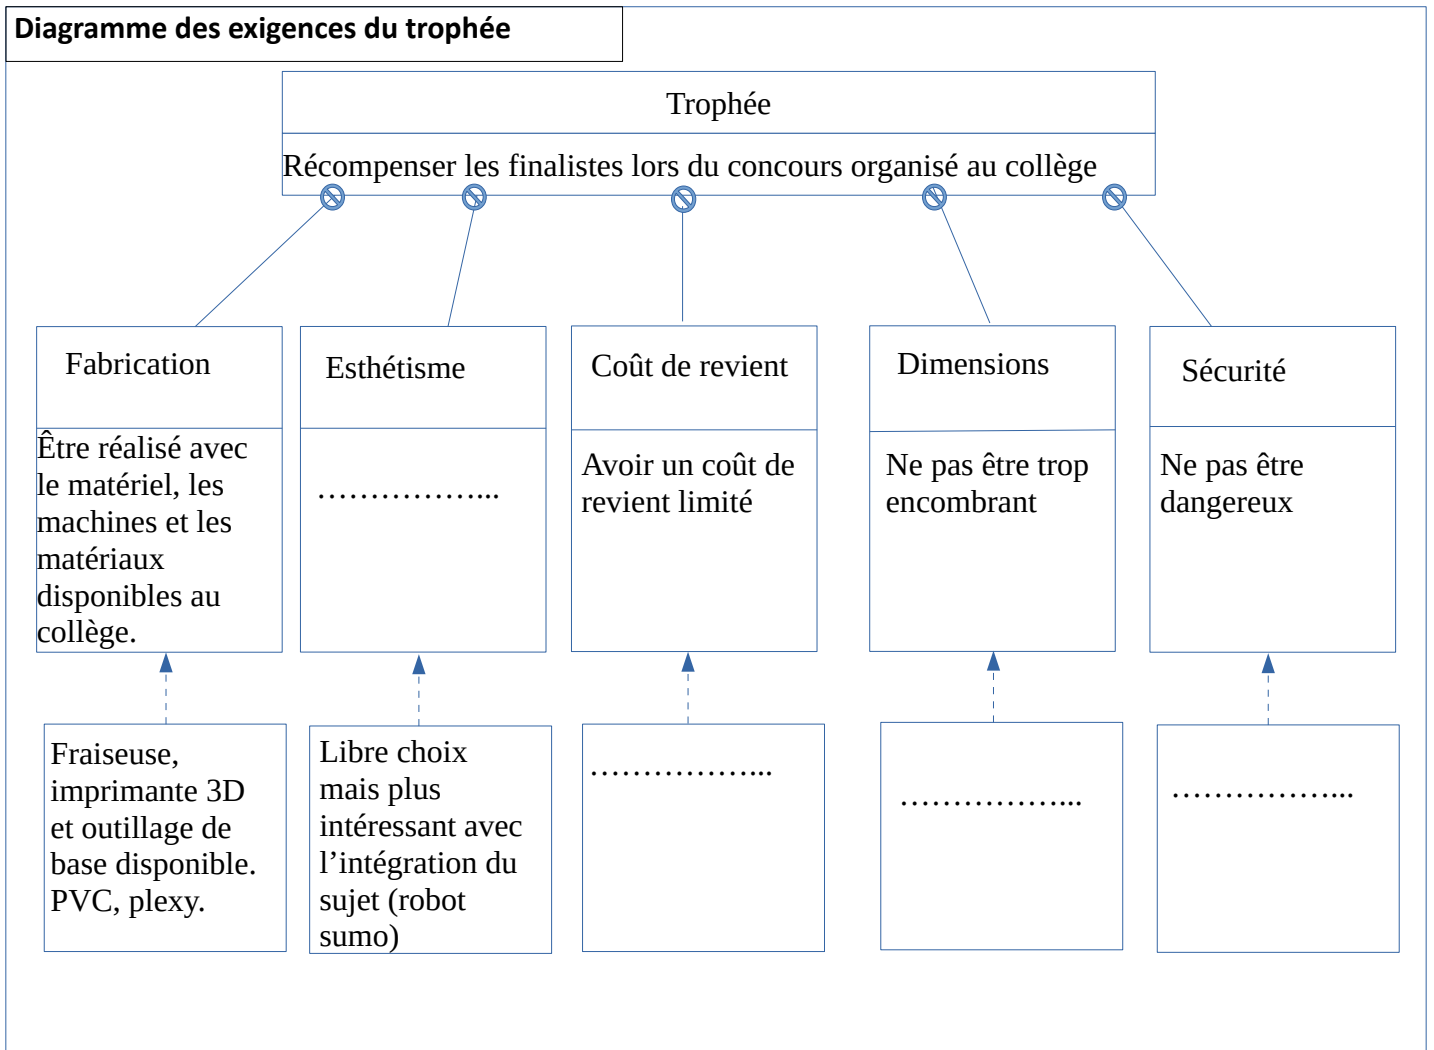 Diagramme des exigences du trophée
Trophée
Récompenser les finalistes lors du concours organisé au collège
Fabrication
Être réalisé avec
le matériel, les
machines et les
matériaux
disponibles au
collège.
Esthétisme
………………...
Coût de revient
Avoir un coût de
revient limité
Dimensions
Ne pas être trop
encombrant
Sécurité
Ne pas être
dangereux
Fraiseuse,
imprimante 3D
et outillage de
base disponible.
PVC, plexy.
Libre choix
mais plus
intéressant avec
l’intégration du
sujet (robot
sumo)
………………...
………………...
………………...